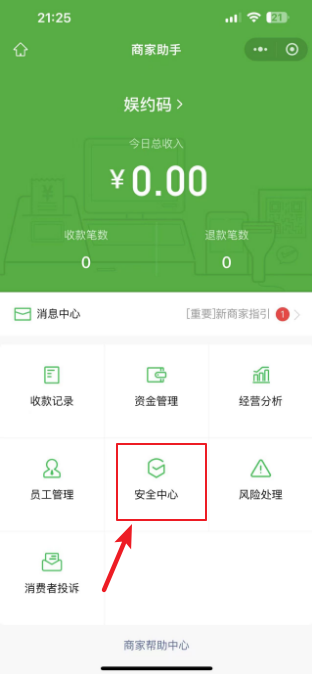 21:25
21
商家助手
娱约码
今日总收入
¥0.00
收款笔数 退款笔数
0 0
消息中心 [重要]新商家指引 1
收款记录 资金管理 经营分析
员工管理 安全中心 风险处理
消费者投诉
商家帮助中心